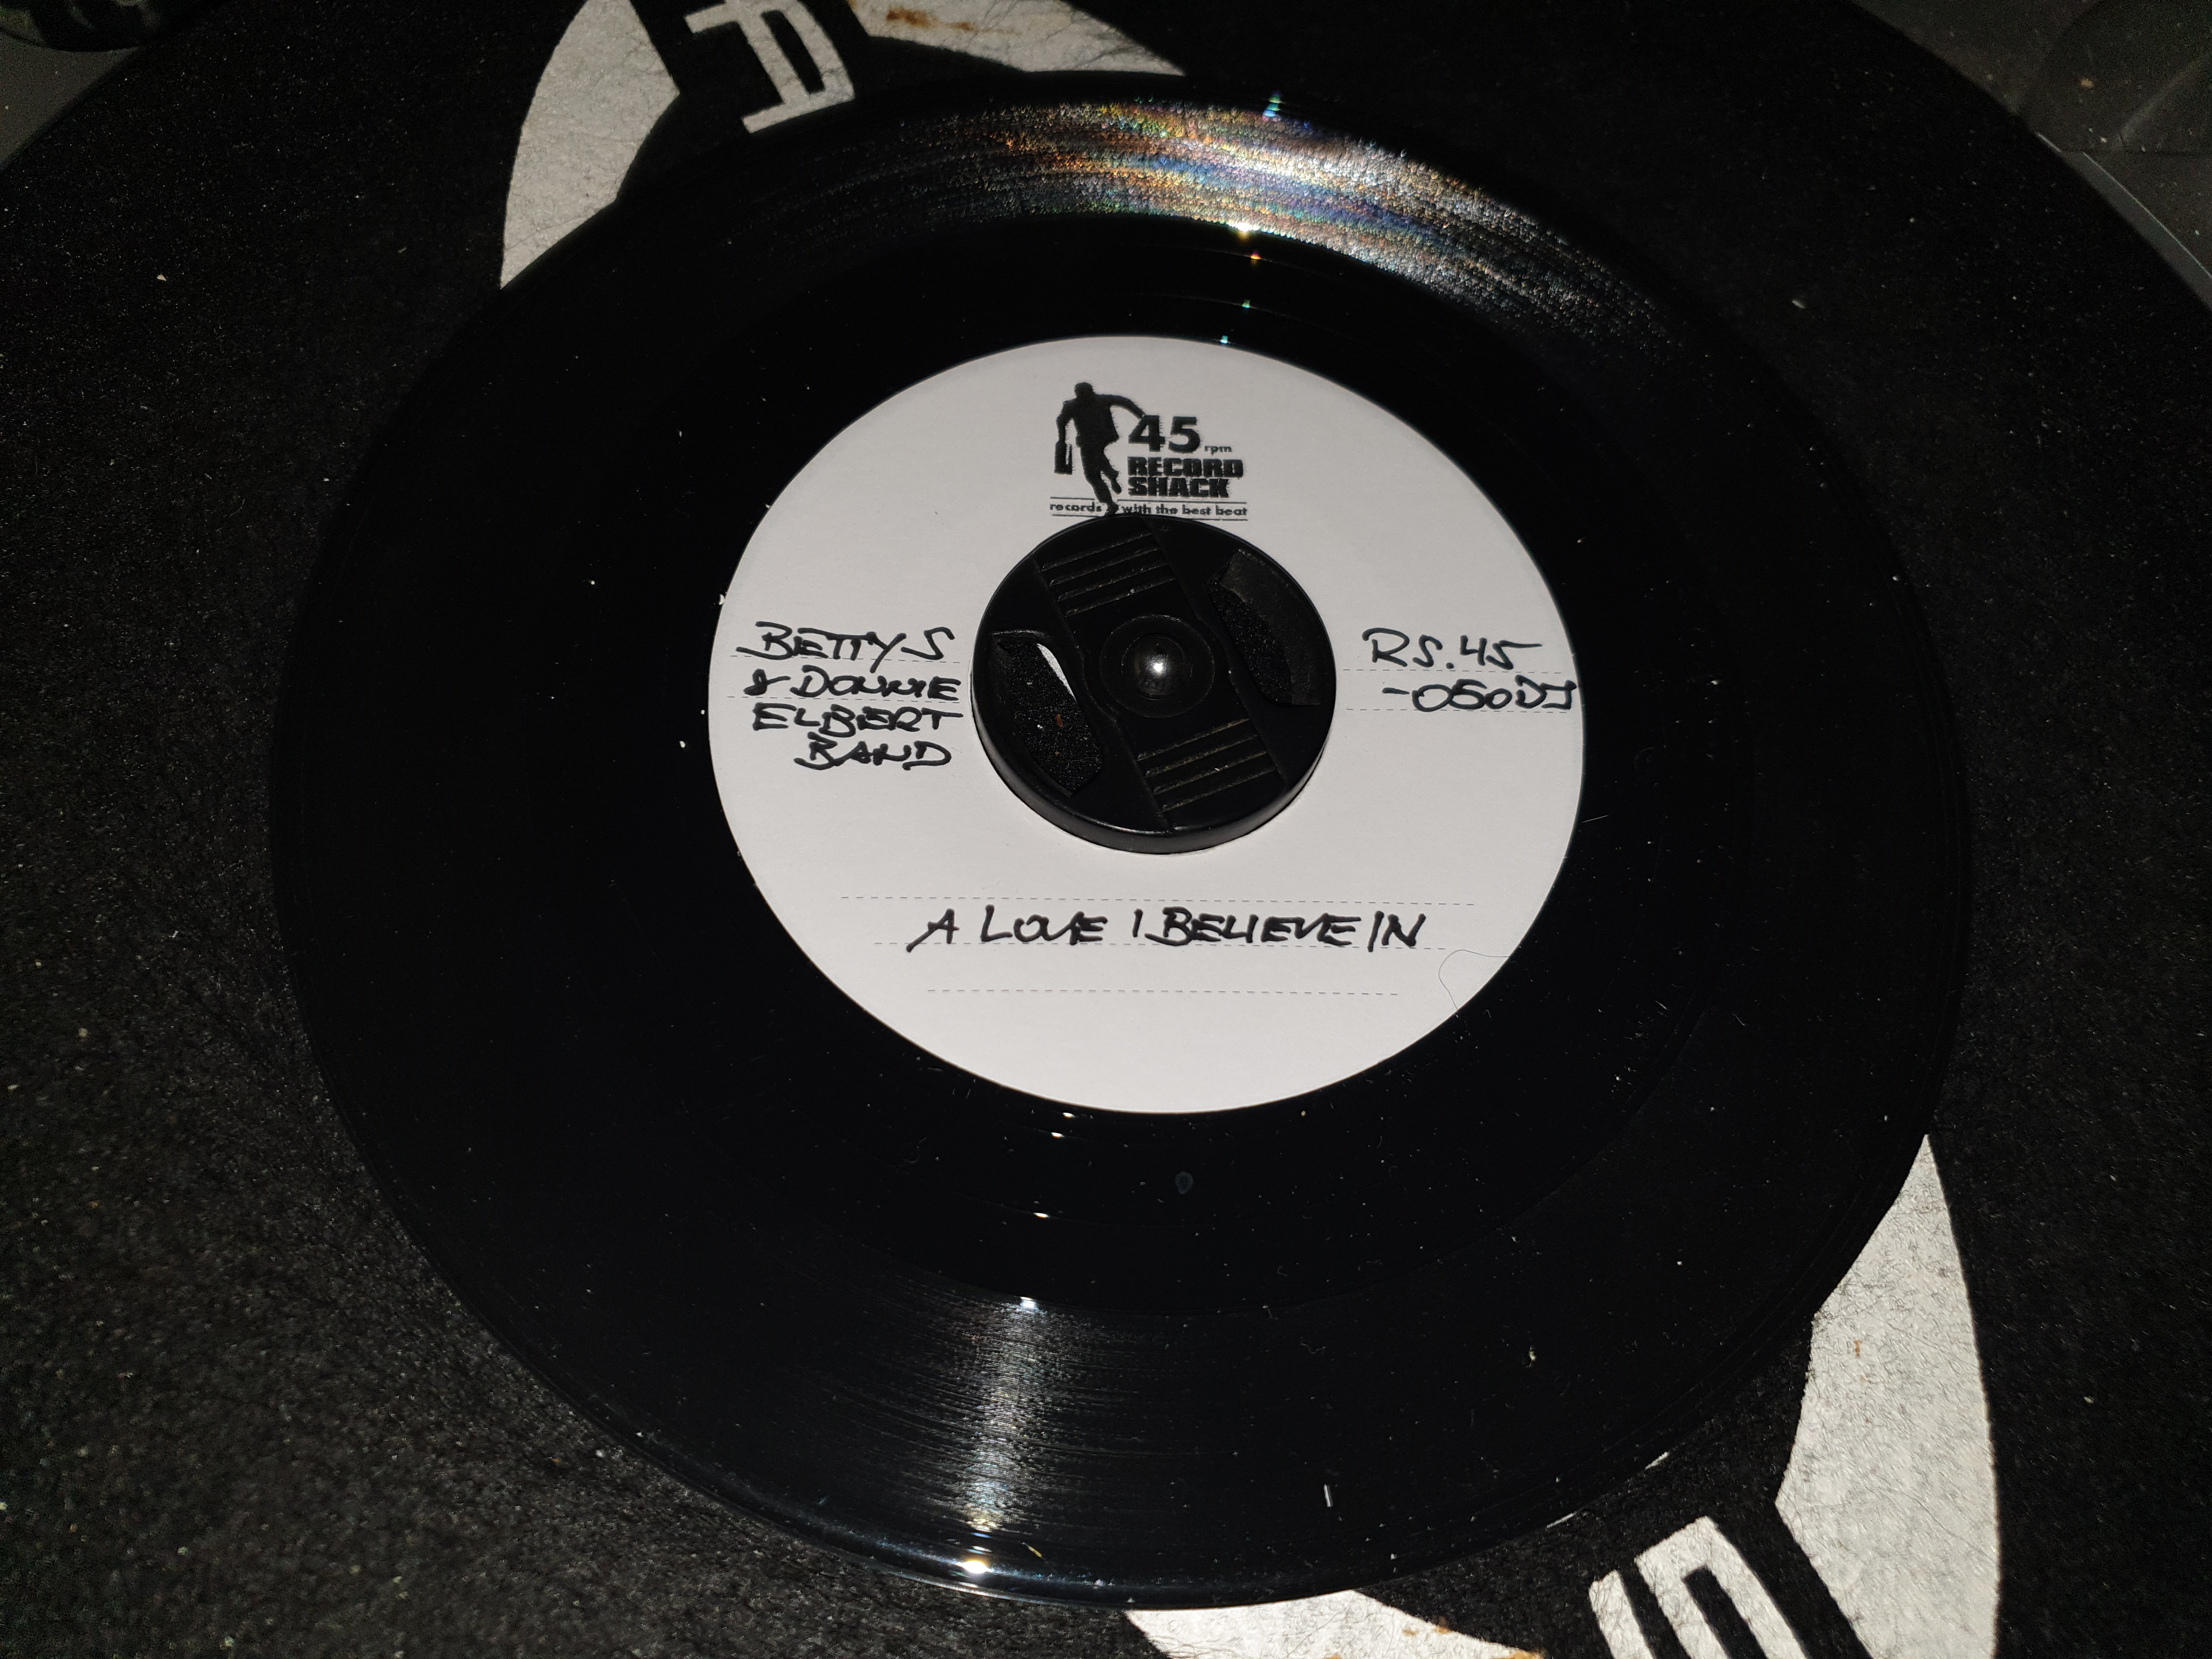 45 rpm
RECORD
SHACK
records with the best beat
BETTY S
& DONNIE
ELBERT
BAND
RS.45
-050DJ
A LOVE I BELIEVE IN